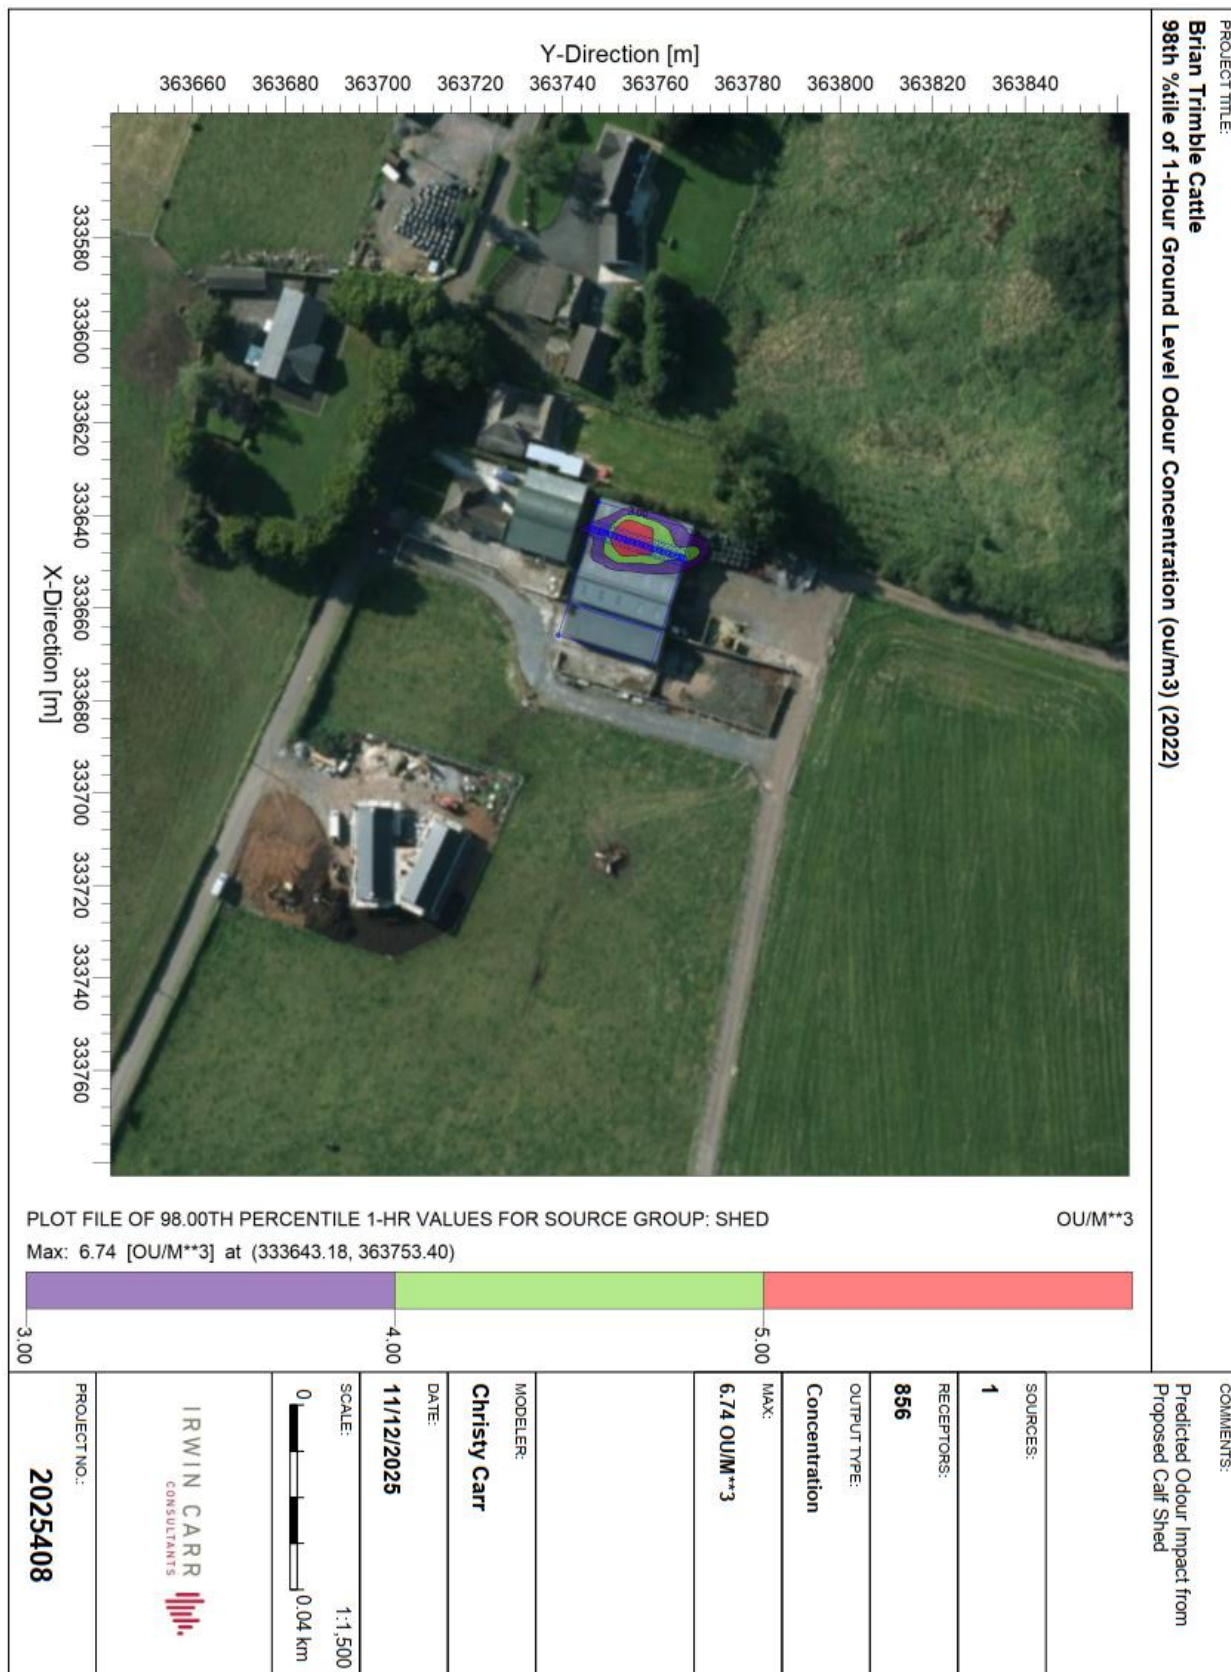 PROJECT TITLE:
Brian Trimble Cattle
98th %tile of 1-Hour Ground Level Odour Concentration (ou/m3) (2022)
Y-Direction [m]
363660
363680
363700
363720
363740
363760
363780
363800
363820
363840
X-Direction [m]
333580
333600
333620
333640
333660
333680
333700
333720
333740
333760
3.00
PLOT FILE OF 98.00TH PERCENTILE 1-HR VALUES FOR SOURCE GROUP: SHED
OU/M**3
Max: 6.74 [OU/M**3] at (333643.18, 363753.40)
3.00
4.00
5.00
COMMENTS:
Predicted Odour Impact from
Proposed Calf Shed
SOURCES:
1
RECEPTORS:
856
OUTPUT TYPE:
Concentration
MAX:
6.74 OU/M**3
MODELER:
Christy Carr
DATE:
11/12/2025
SCALE:
1:1,500
0
0.04 km
IRWIN CARR
CONSULTANTS
PROJECT NO.:
2025408